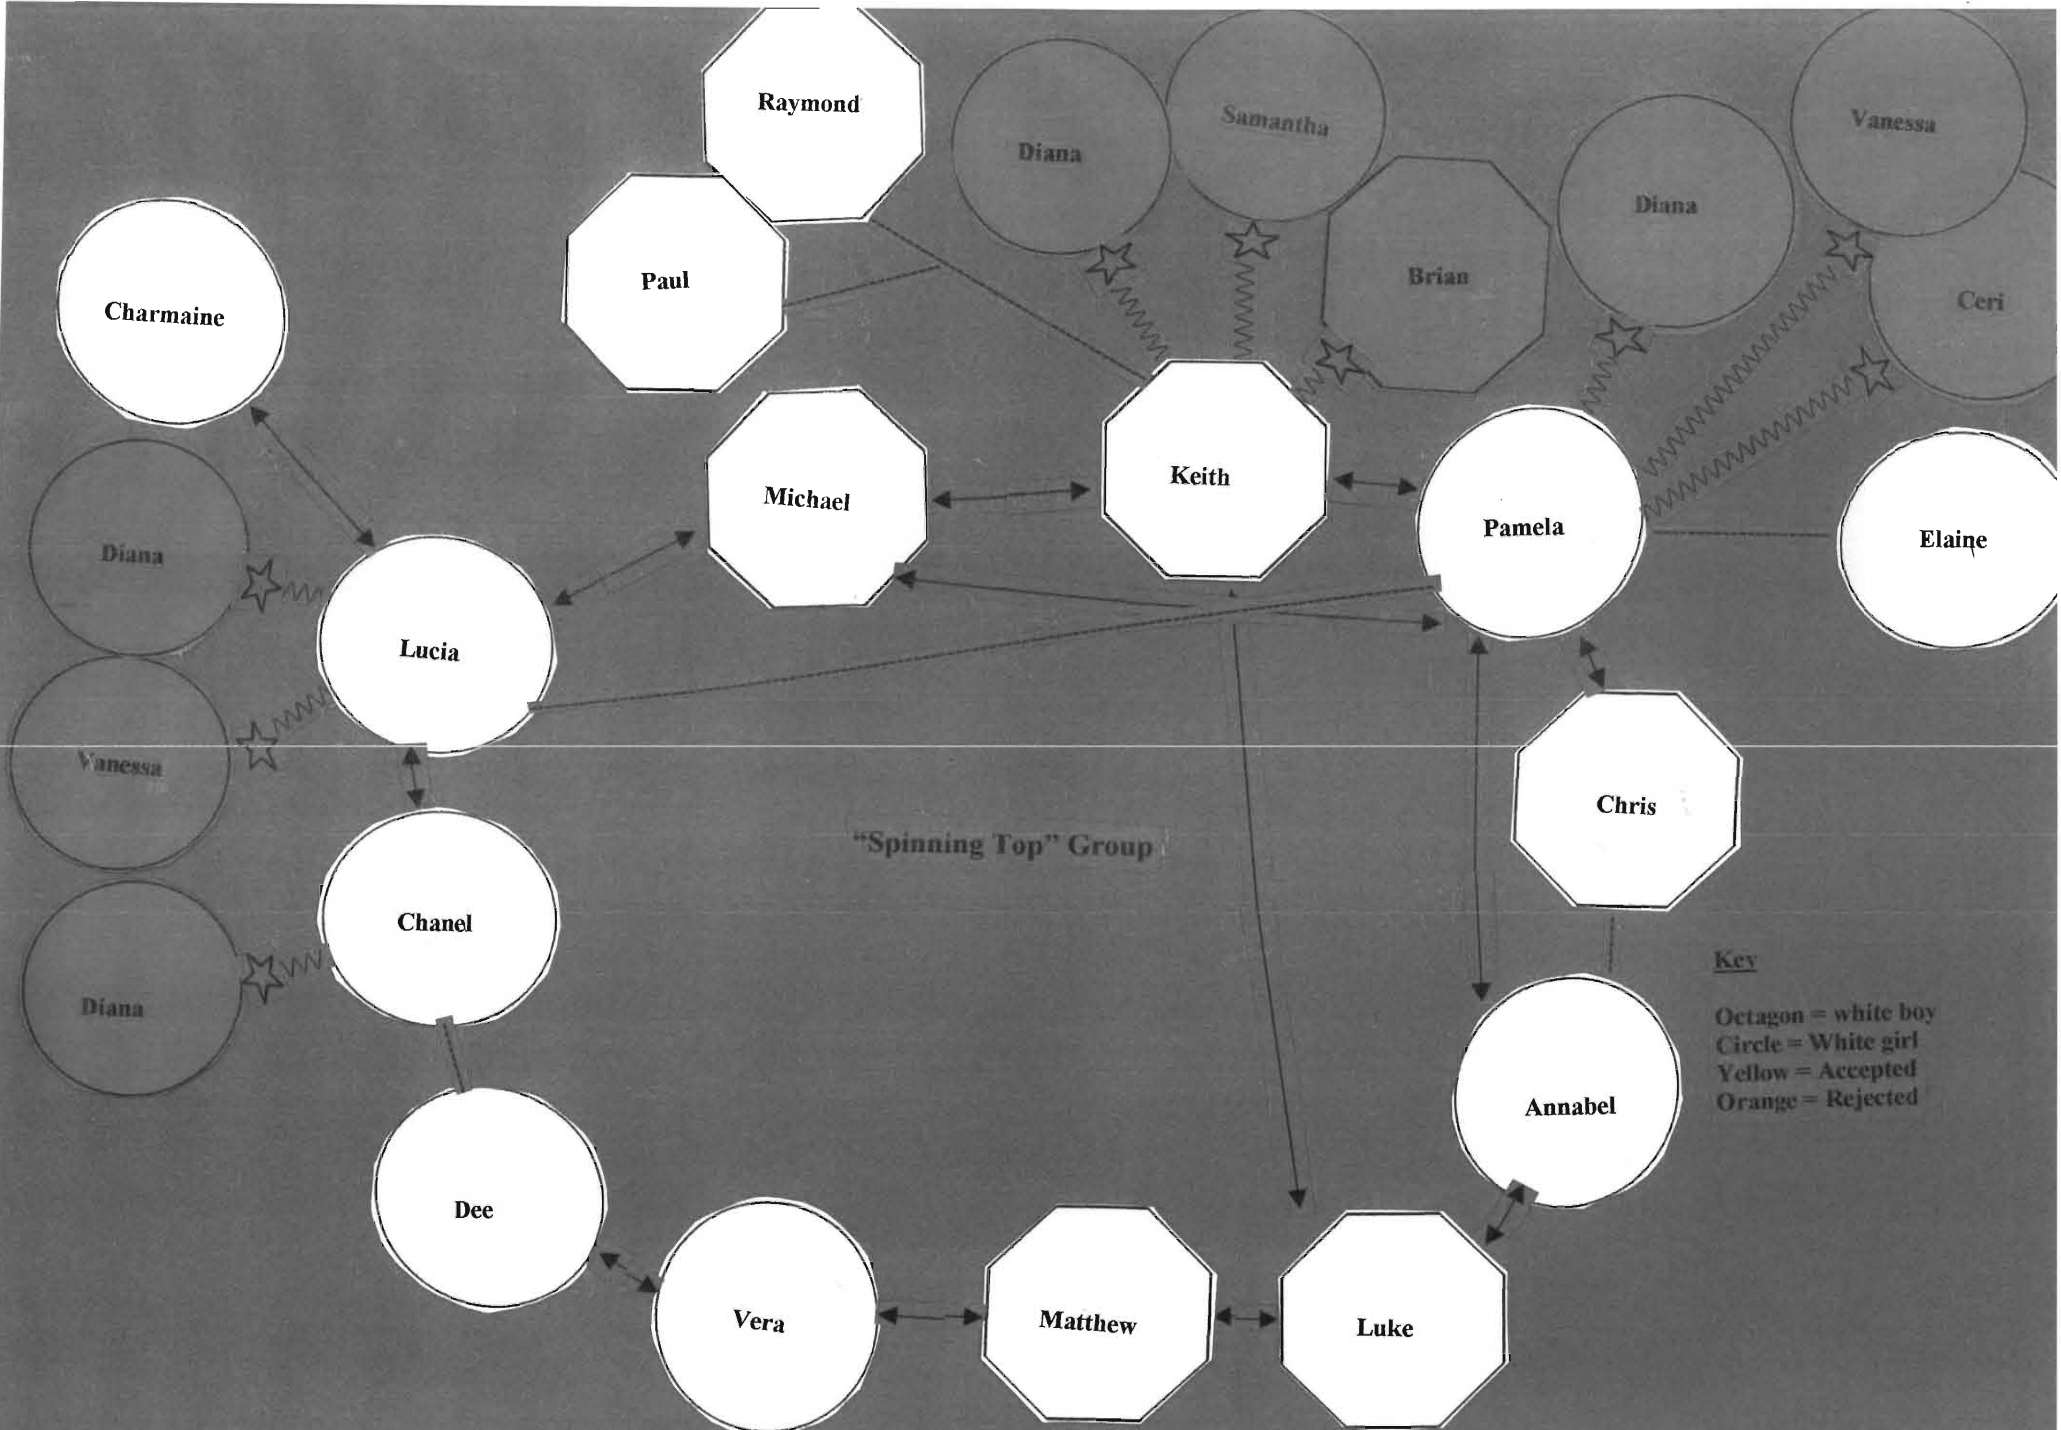 Raymond
Samantha
Vanessa
Diana
Diana
Paul
Brian
Ceri
Charmaine
Keith
Michael
Pamela
Elaine
Diana
Lucia
Vanessa
Chris
"Spinning Top" Group
Chanel
Key
Diana
Octagon = white boy
Circle = White girl
Yellow = Accepted
Orange = Rejected
Annabel
Dee
Vera
Matthew
Luke